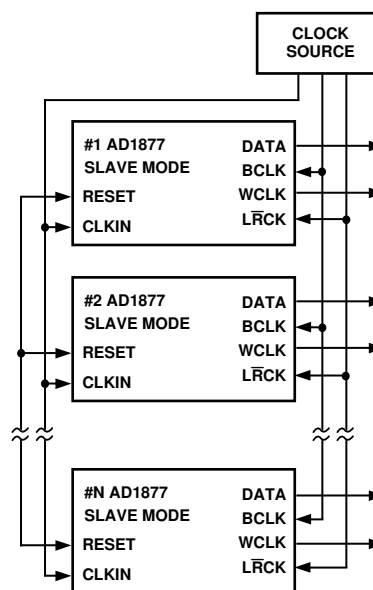 CLOCK
SOURCE
#1 AD1877
SLAVE MODE
RESET
CLKIN
DATA
BCLK
WCLK
LR̅CK
#2 AD1877
SLAVE MODE
RESET
CLKIN
DATA
BCLK
WCLK
LR̅CK
#N AD1877
SLAVE MODE
RESET
CLKIN
DATA
BCLK
WCLK
LR̅CK